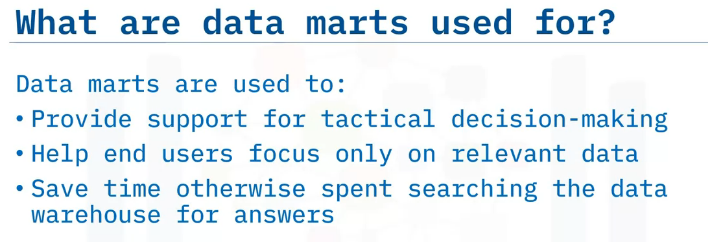 What are data marts used for?
Data marts are used to:
• Provide support for tactical decision-making
• Help end users focus only on relevant data
• Save time otherwise spent searching the data
warehouse for answers